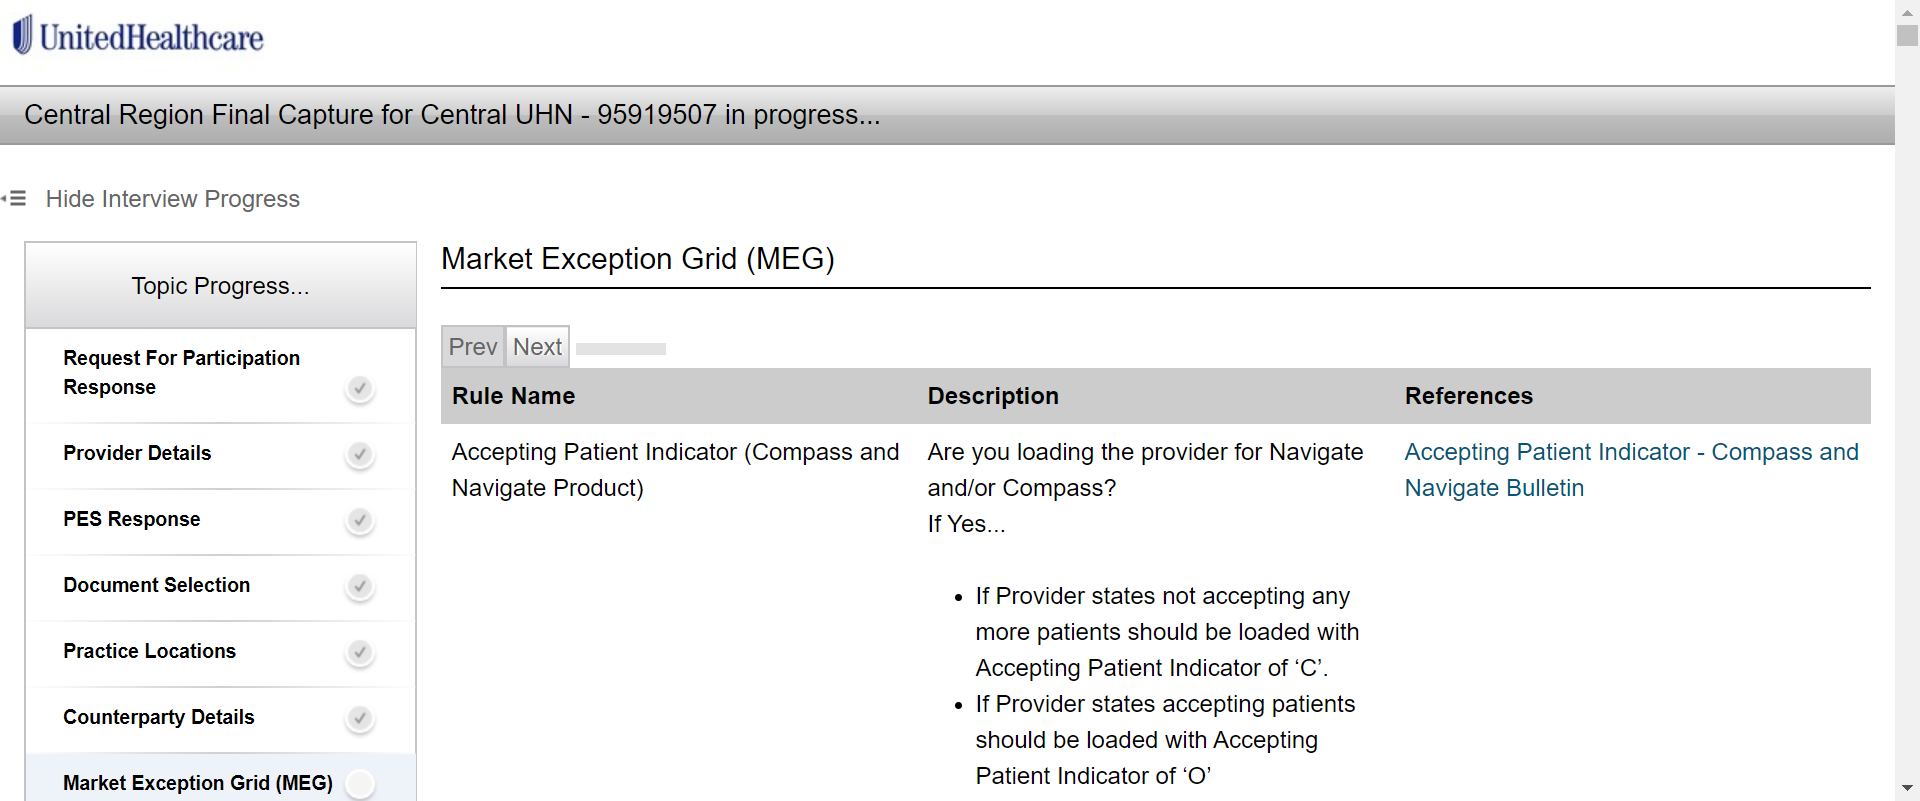 UnitedHealthcare
Central Region Final Capture for Central UHN - 95919507 in progress...
Hide Interview Progress
Topic Progress...
Request For Participation
Response
Provider Details
PES Response
Document Selection
Practice Locations
Counterparty Details
Market Exception Grid (MEG)
Market Exception Grid (MEG)
Prev Next
Rule Name Description References
Accepting Patient Indicator (Compass and
Navigate Product)
Are you loading the provider for Navigate
and/or Compass?
If Yes...
• If Provider states not accepting any
more patients should be loaded with
Accepting Patient Indicator of ‘C’.
• If Provider states accepting patients
should be loaded with Accepting
Patient Indicator of ‘O’
Accepting Patient Indicator - Compass and
Navigate Bulletin